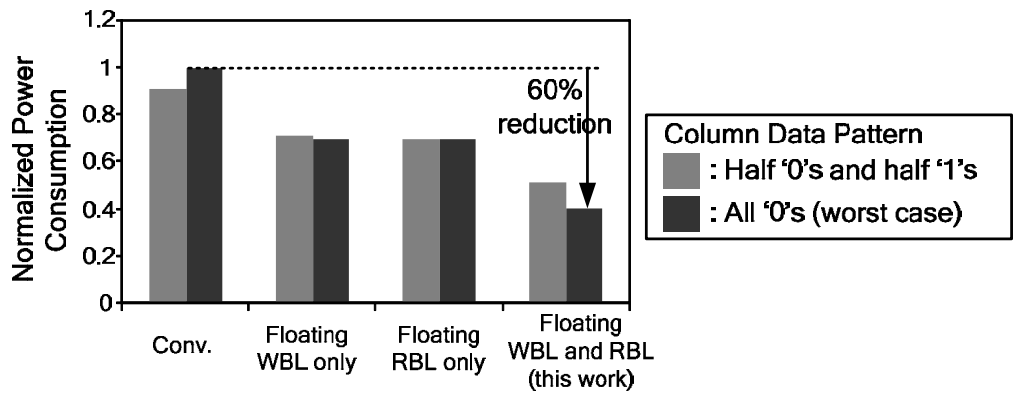 1.2
1
0.8
0.6
0.4
0.2
0
Normalized Power
Consumption
60%
reduction
Conv.
Floating
WBL only
Floating
RBL only
Floating
WBL and RBL
(this work)
Column Data Pattern
: Half ‘0’s and half ‘1’s
: All ‘0’s (worst case)